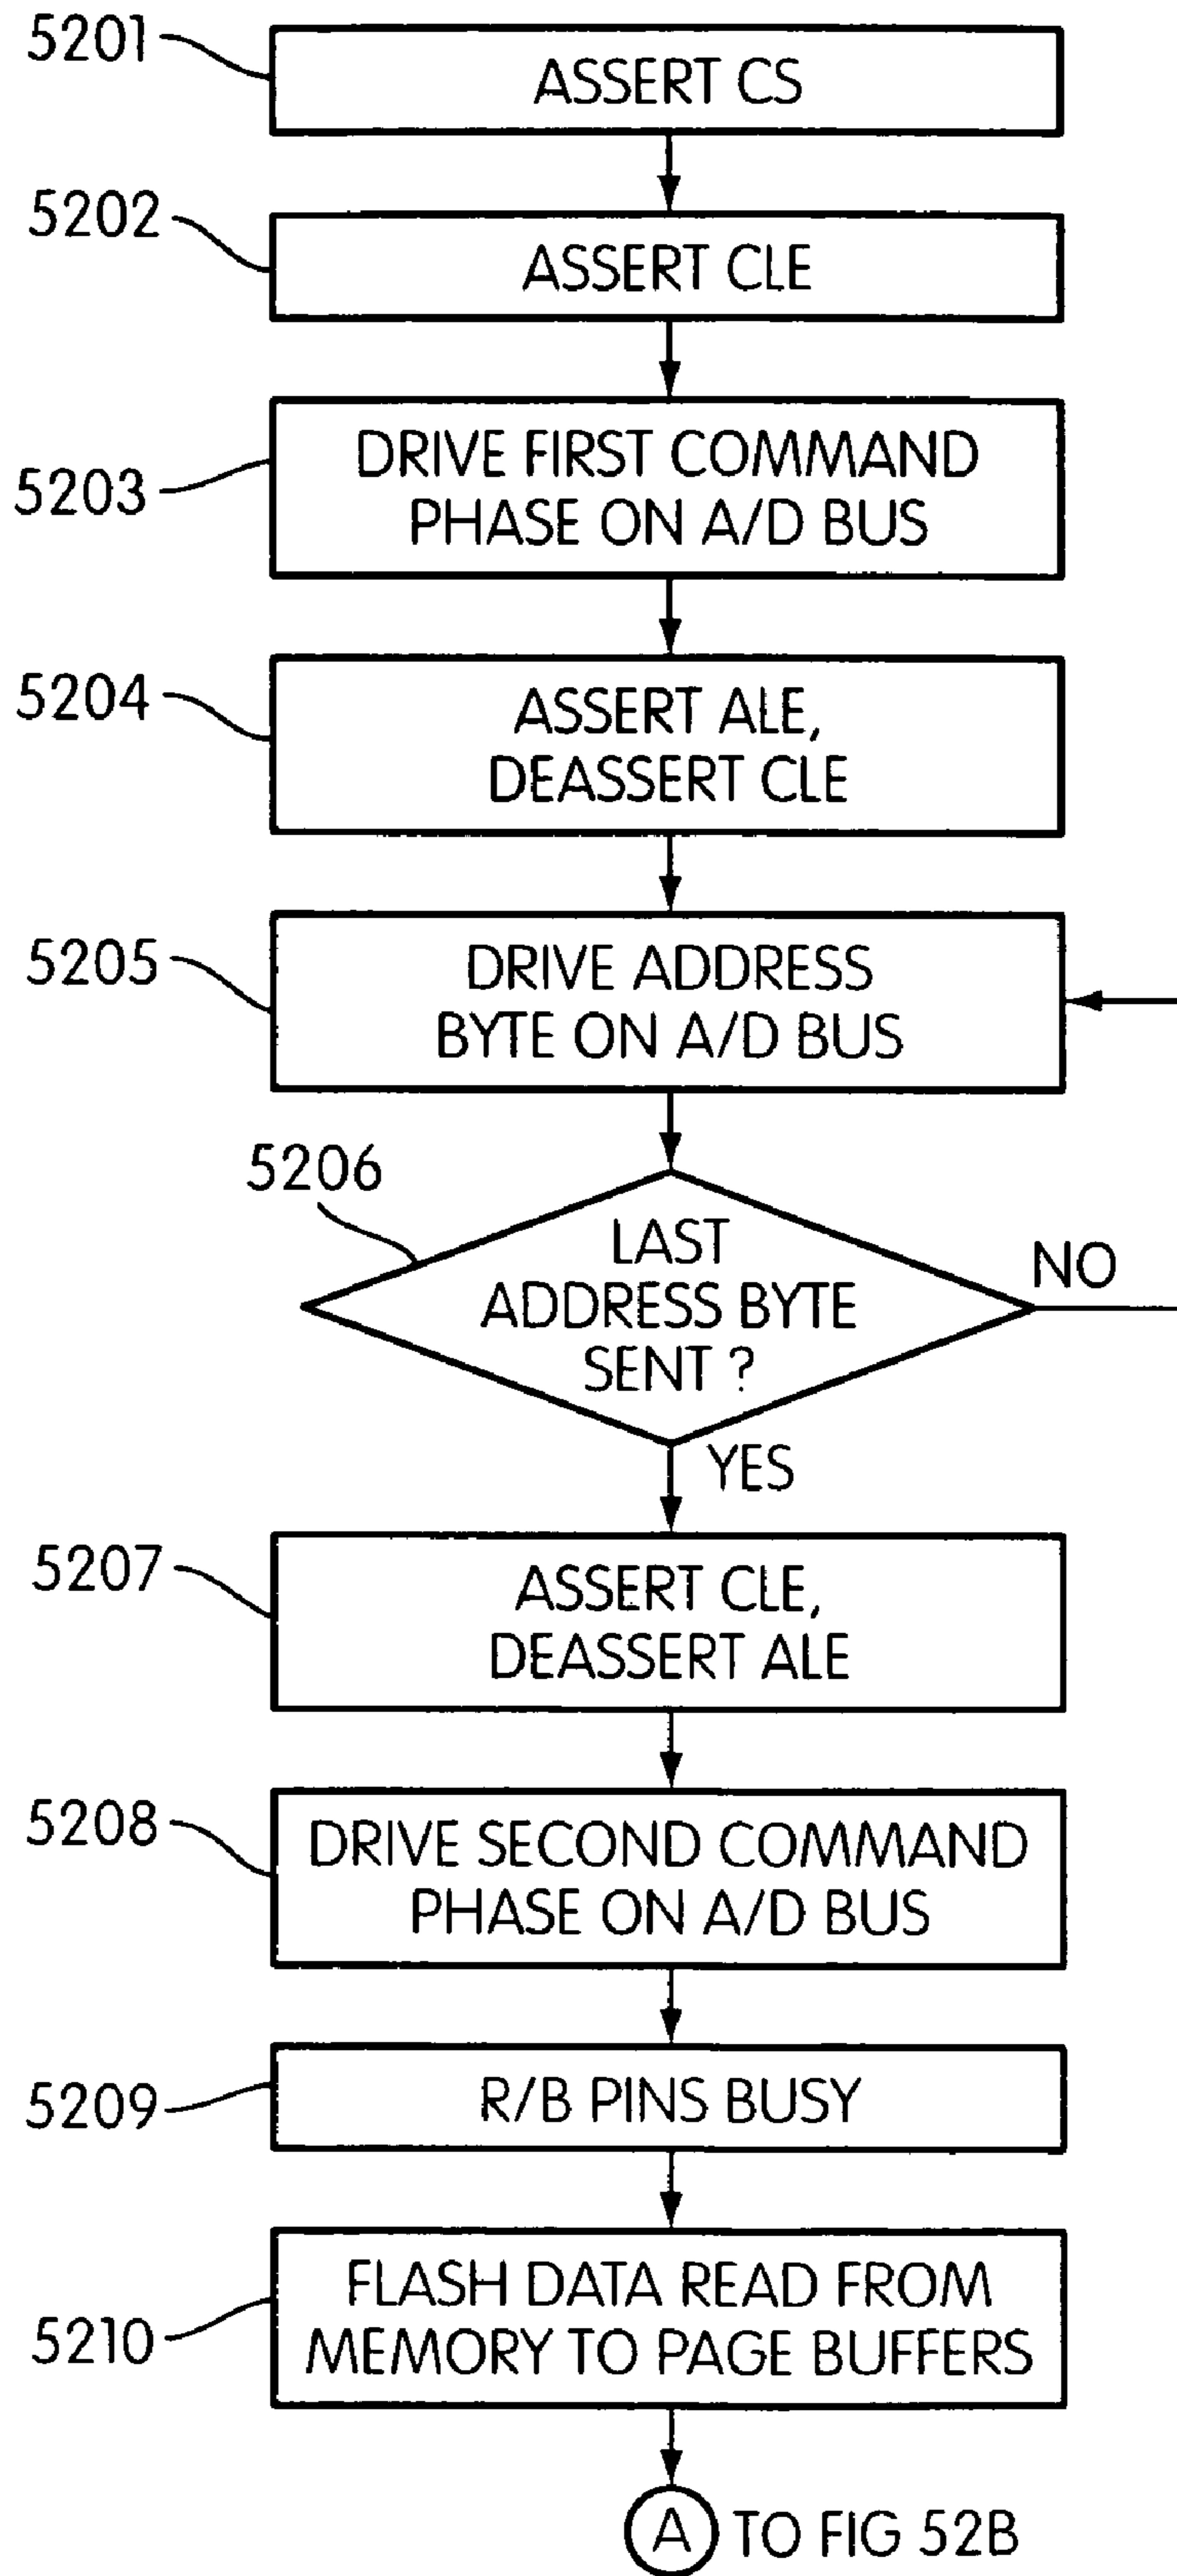 5201
ASSERT CS
5202
ASSERT CLE
5203
DRIVE FIRST COMMAND
PHASE ON A/D BUS
5204
ASSERT ALE,
DEASSERT CLE
5205
DRIVE ADDRESS
BYTE ON A/D BUS
5206
LAST
ADDRESS BYTE
SENT ?
NO
YES
5207
ASSERT CLE,
DEASSERT ALE
5208
DRIVE SECOND COMMAND
PHASE ON A/D BUS
5209
R/B PINS BUSY
5210
FLASH DATA READ FROM
MEMORY TO PAGE BUFFERS
A TO FIG 52B